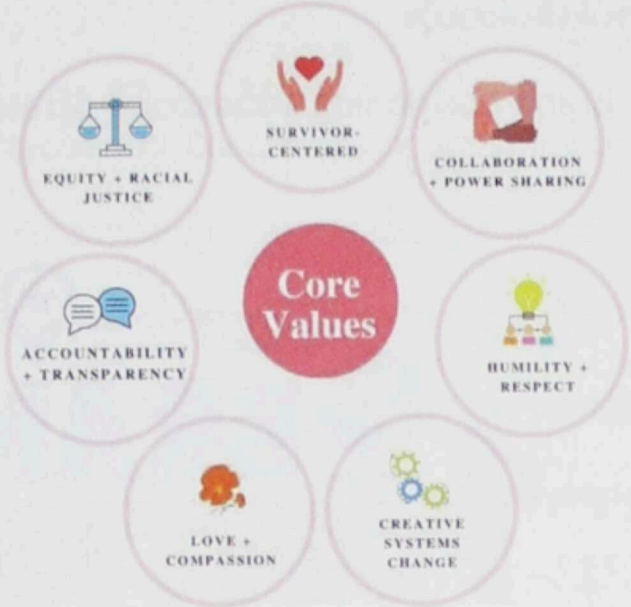 SURVIVOR-
CENTERED
EQUITY + RACIAL
JUSTICE
COLLABORATION
+ POWER SHARING
Core
Values
ACCOUNTABILITY
+ TRANSPARENCY
HUMILITY +
RESPECT
LOVE +
COMPASSION
CREATIVE
SYSTEMS
CHANGE